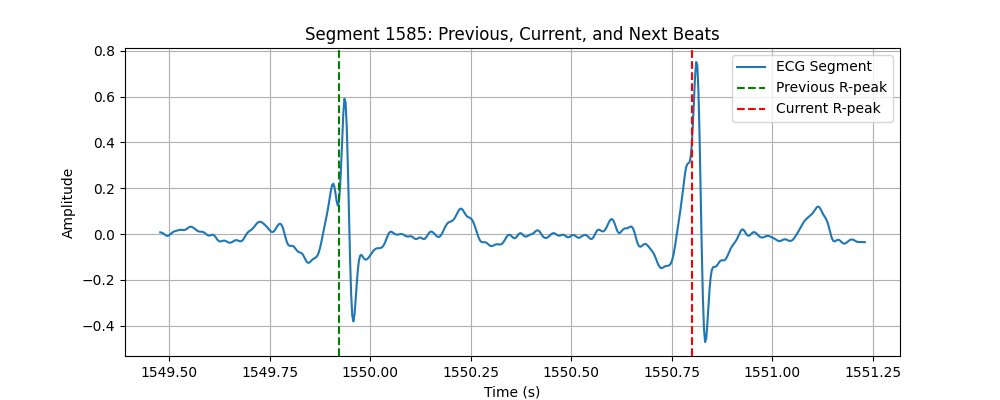 Segment 1585: Previous, Current, and Next Beats
ECG Segment
Previous R-peak
Current R-peak
Amplitude
0.8
0.6
0.4
0.2
0.0
−0.2
−0.4
1549.50 1549.75 1550.00 1550.25 1550.50 1550.75 1551.00 1551.25
Time (s)